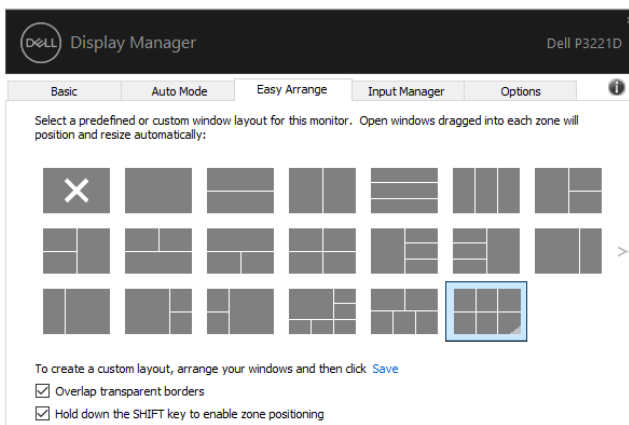 DELL Display Manager
Dell P3221D
Basic Auto Mode Easy Arrange Input Manager Options
Select a predefined or custom window layout for this monitor. Open windows dragged into each zone will
position and resize automatically:
To create a custom layout, arrange your windows and then click Save
Overlap transparent borders
Hold down the SHIFT key to enable zone positioning